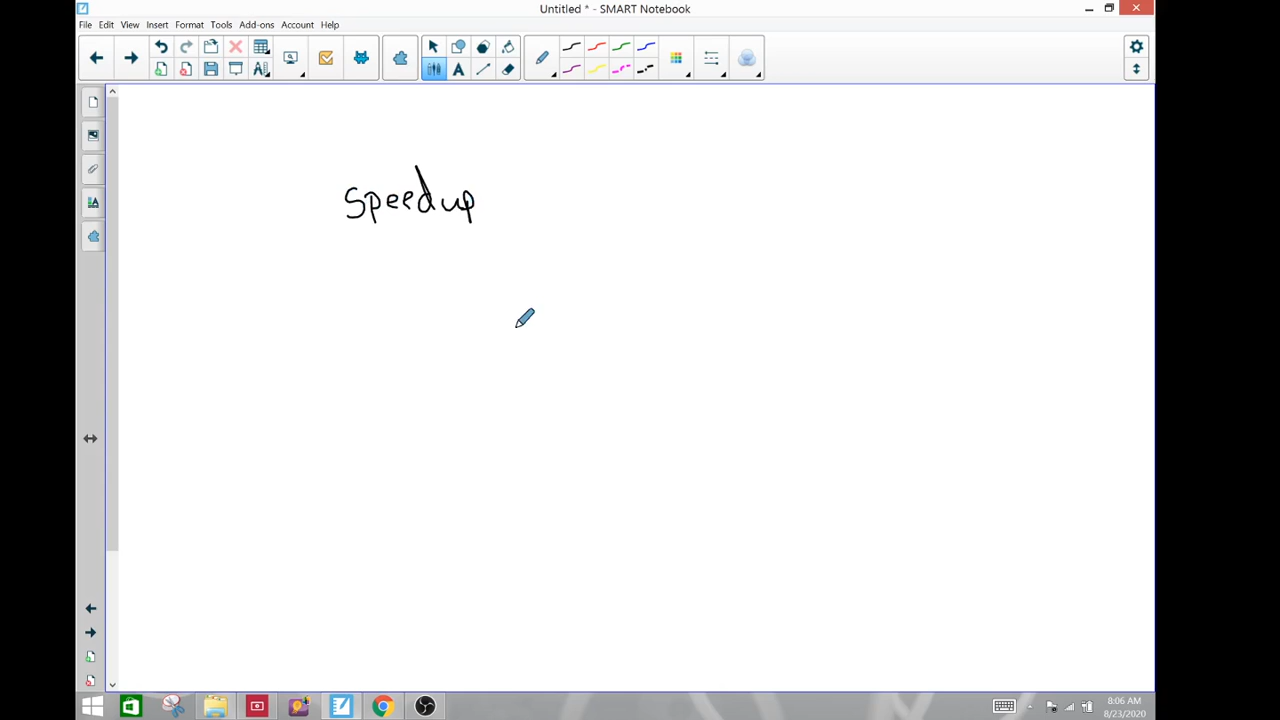 Untitled * - SMART Notebook
File Edit View Insert Format Tools Add-ons Account Help
Speedup
8:06 AM
8/23/2020